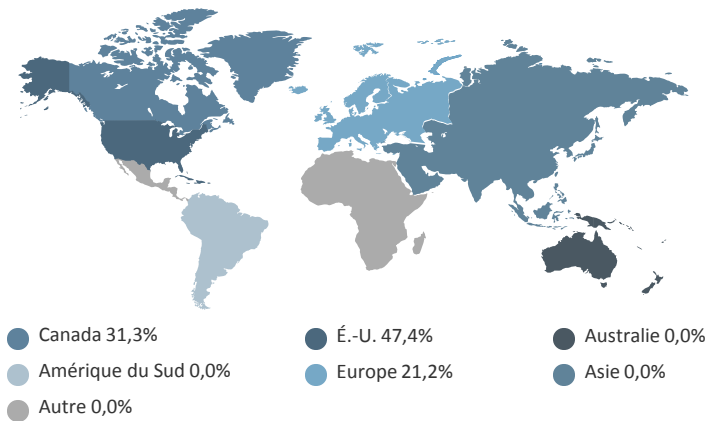 Canada 31,3%
É.-U. 47,4%
Australie 0,0%
Amérique du Sud 0,0%
Europe 21,2%
Asie 0,0%
Autre 0,0%